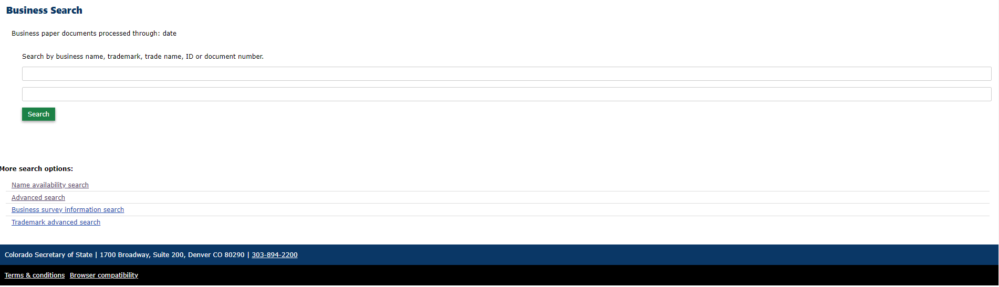 Business Search
Business paper documents processed through: date
Search by business name, trademark, trade name, ID or document number.
Search
More search options:
Name availability search
Advanced search
Business survey information search
Trademark advanced search
Colorado Secretary of State | 1700 Broadway, Suite 200, Denver CO 80290 | 303-894-2200
Terms & conditions Browser compatibility